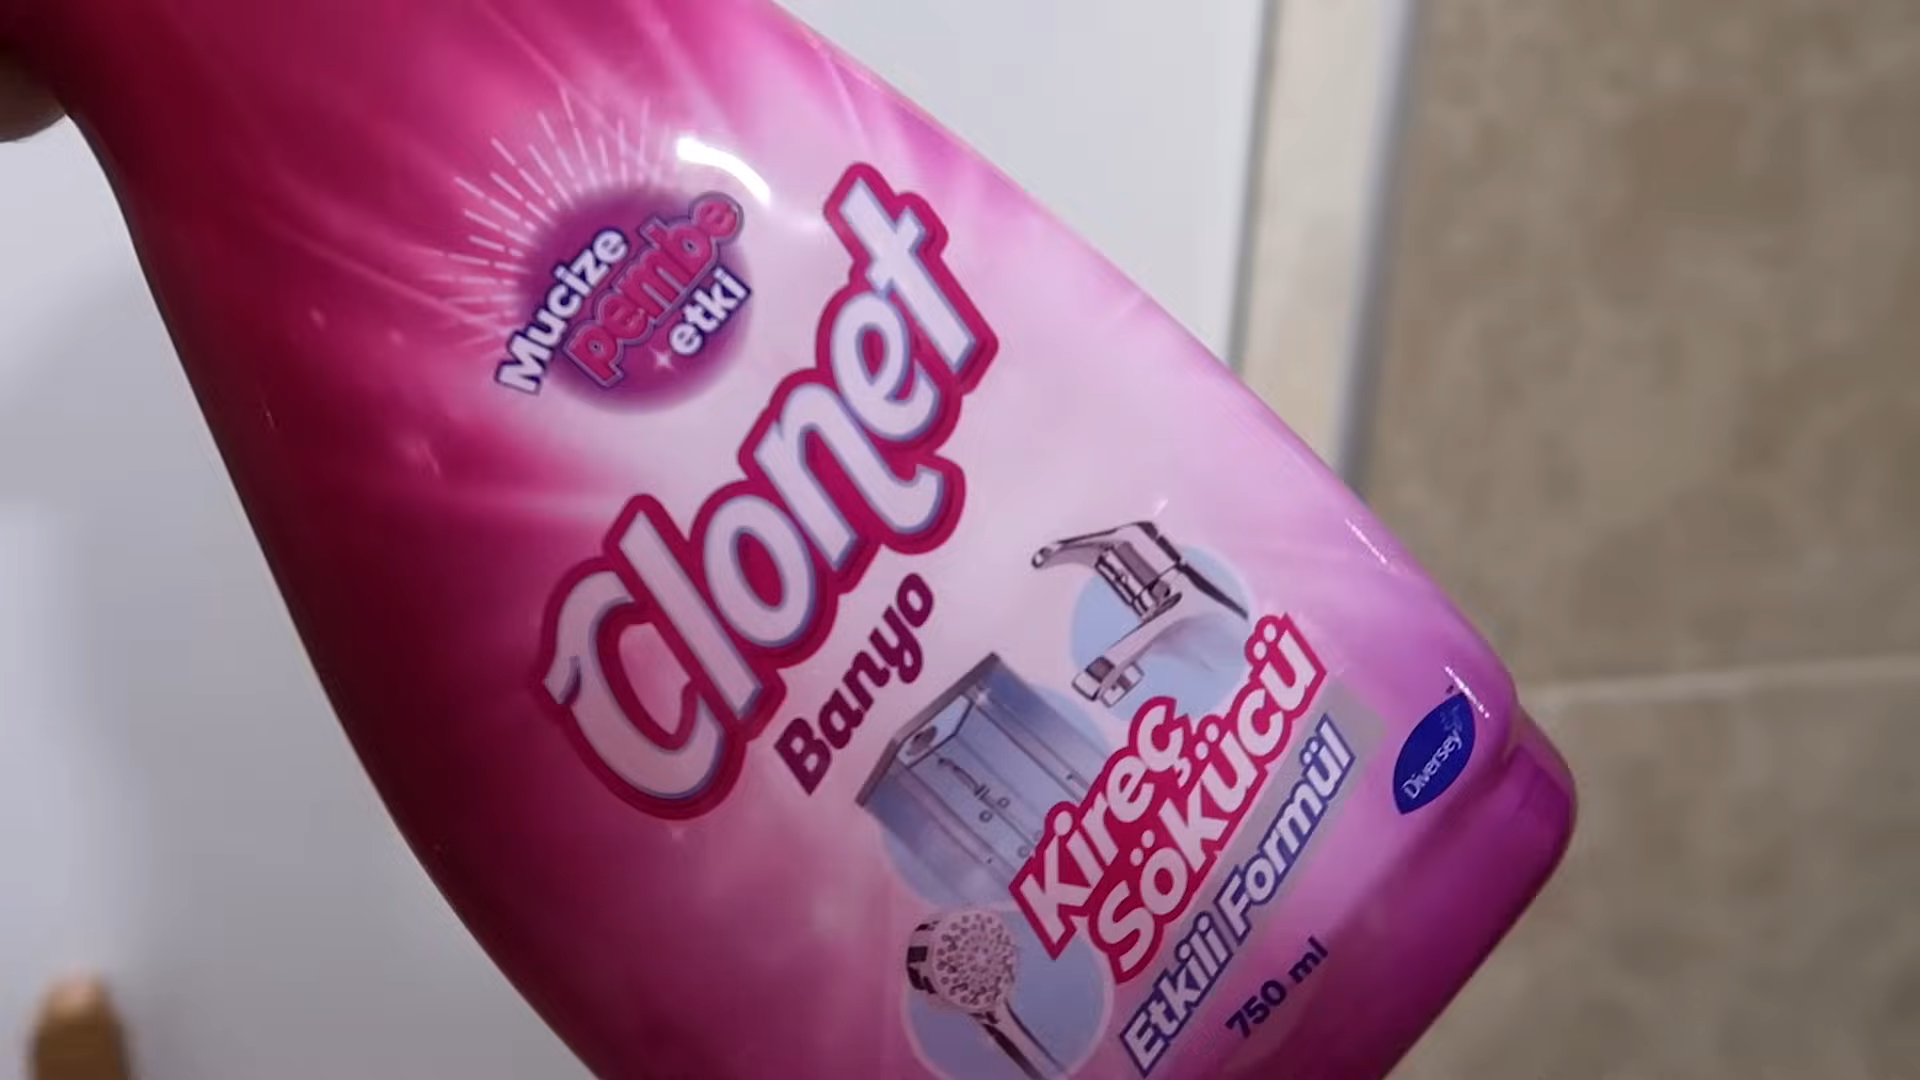 Mucize
pembe
etki
Clonet
Banyo
Kireç
Sökücü
Etkili Formül
750 ml
Diversey